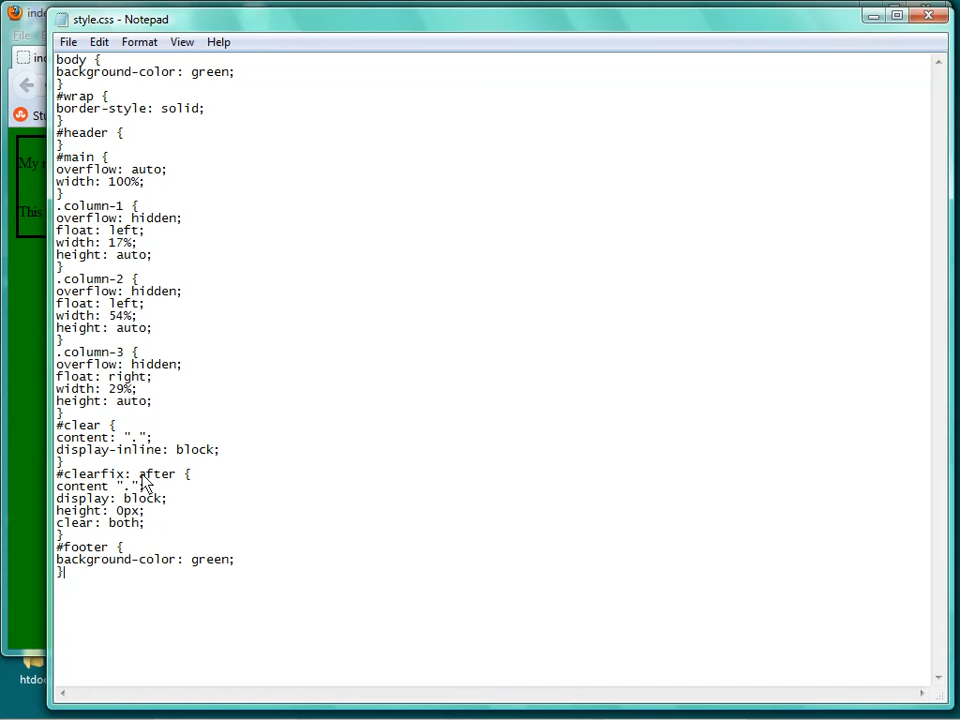 style.css - Notepad
File Edit Format View Help
body {
background-color: green;
}
#wrap {
border-style: solid;
}
#header {
}
#main {
overflow: auto;
width: 100%;
}
.column-1 {
overflow: hidden;
float: left;
width: 17%;
height: auto;
}
.column-2 {
overflow: hidden;
float: left;
width: 54%;
height: auto;
}
.column-3 {
overflow: hidden;
float: right;
width: 29%;
height: auto;
}
#clear {
content: ".";
display-inline: block;
}
#clearfix: after {
content ".";
display: block;
height: 0px;
clear: both;
}
#footer {
background-color: green;
}
File
My
This